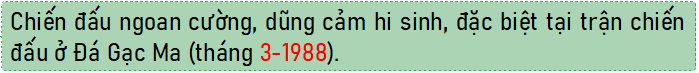 Chiến đấu ngoan cường, dũng cảm hi sinh, đặc biệt tại trận chiến
đấu ở Đá Gạc Ma (tháng 3-1988).